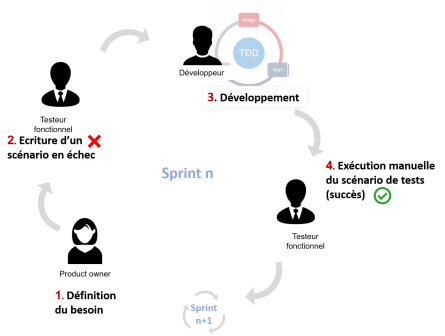 Rouge
TDD
Vert
Développeur
3. Développement
Testeur
fonctionnel
2. Ecriture d'un
scénario en échec
Sprint n
4. Exécution manuelle
du scénario de tests
(succès)
Testeur
fonctionnel
Product owner
1. Définition
du besoin
Sprint
n+1